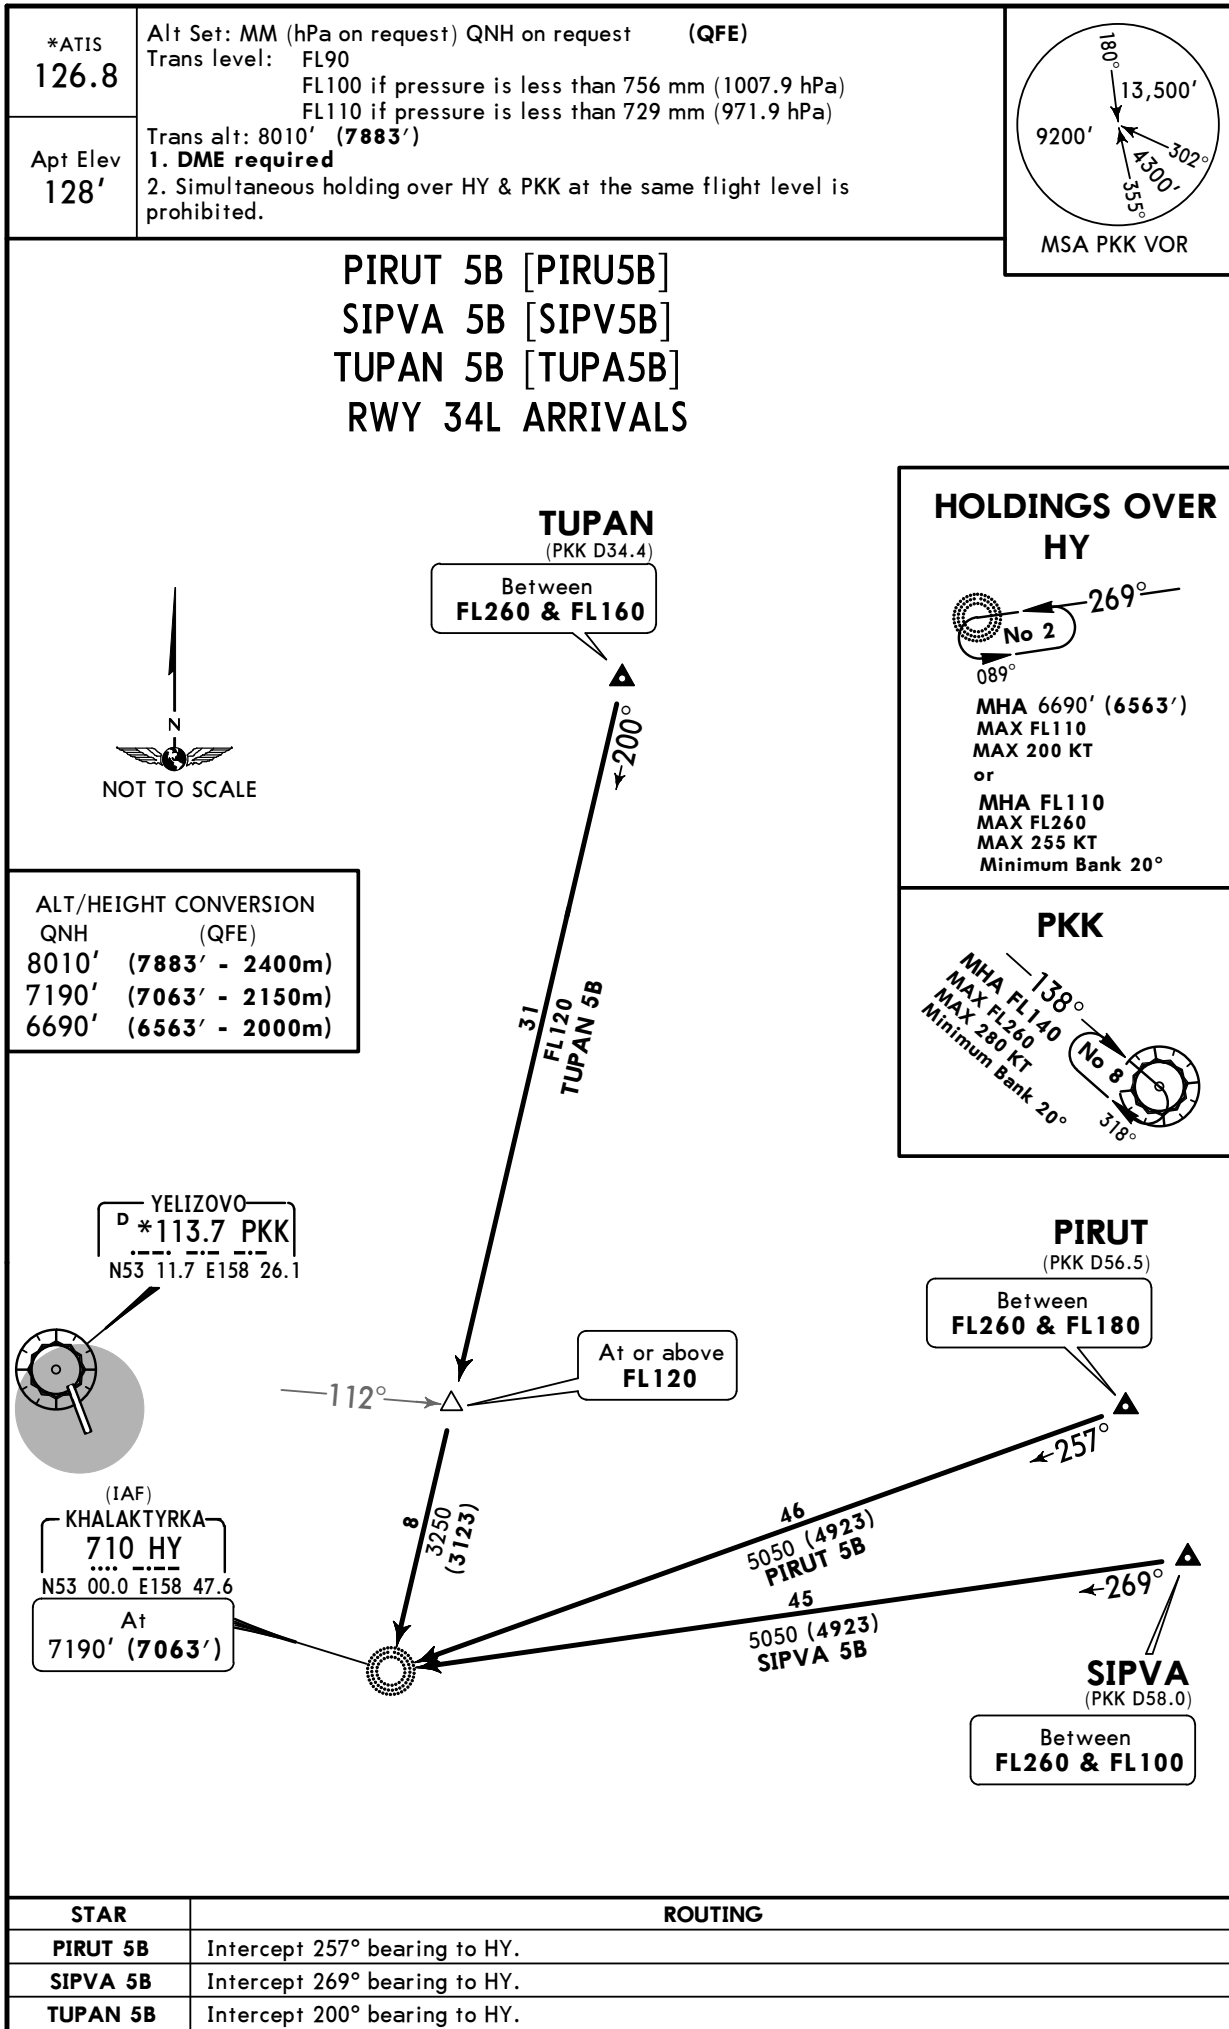 *ATIS
126.8
Apt Elev
128'
Alt Set: MM (hPa on request) QNH on request (QFE)
Trans level: FL90
FL100 if pressure is less than 756 mm (1007.9 hPa)
FL110 if pressure is less than 729 mm (971.9 hPa)
Trans alt: 8010' (7883')
1. DME required
2. Simultaneous holding over HY & PKK at the same flight level is
prohibited.
180°
13,500'
9200'
302°
4300'
355°
MSA PKK VOR
PIRUT 5B [PIRU5B]
SIPVA 5B [SIPV5B]
TUPAN 5B [TUPA5B]
RWY 34L ARRIVALS
HOLDINGS OVER
HY
269°
No 2
089°
MHA 6690' (6563')
MAX FL110
MAX 200 KT
or
MHA FL110
MAX FL260
MAX 255 KT
Minimum Bank 20°
PKK
138°
MHA FL140
MAX FL260
MAX 280 KT
Minimum Bank 20°
No 8
318°
TUPAN
(PKK D34.4)
Between
FL260 & FL160
200°
N
NOT TO SCALE
ALT/HEIGHT CONVERSION
QNH (QFE)
8010' (7883' - 2400m)
7190' (7063' - 2150m)
6690' (6563' - 2000m)
31
FL120
TUPAN 5B
YELIZOVO
D *113.7 PKK
N53 11.7 E158 26.1
112°
At or above
FL120
PIRUT
(PKK D56.5)
Between
FL260 & FL180
257°
46
5050 (4923)
PIRUT 5B
8
3250
(3123)
(IAF)
KHALAKTYRKA
710 HY
N53 00.0 E158 47.6
At
7190' (7063')
269°
45
5050 (4923)
SIPVA 5B
SIPVA
(PKK D58.0)
Between
FL260 & FL100
STAR ROUTING
PIRUT 5B Intercept 257° bearing to HY.
SIPVA 5B Intercept 269° bearing to HY.
TUPAN 5B Intercept 200° bearing to HY.